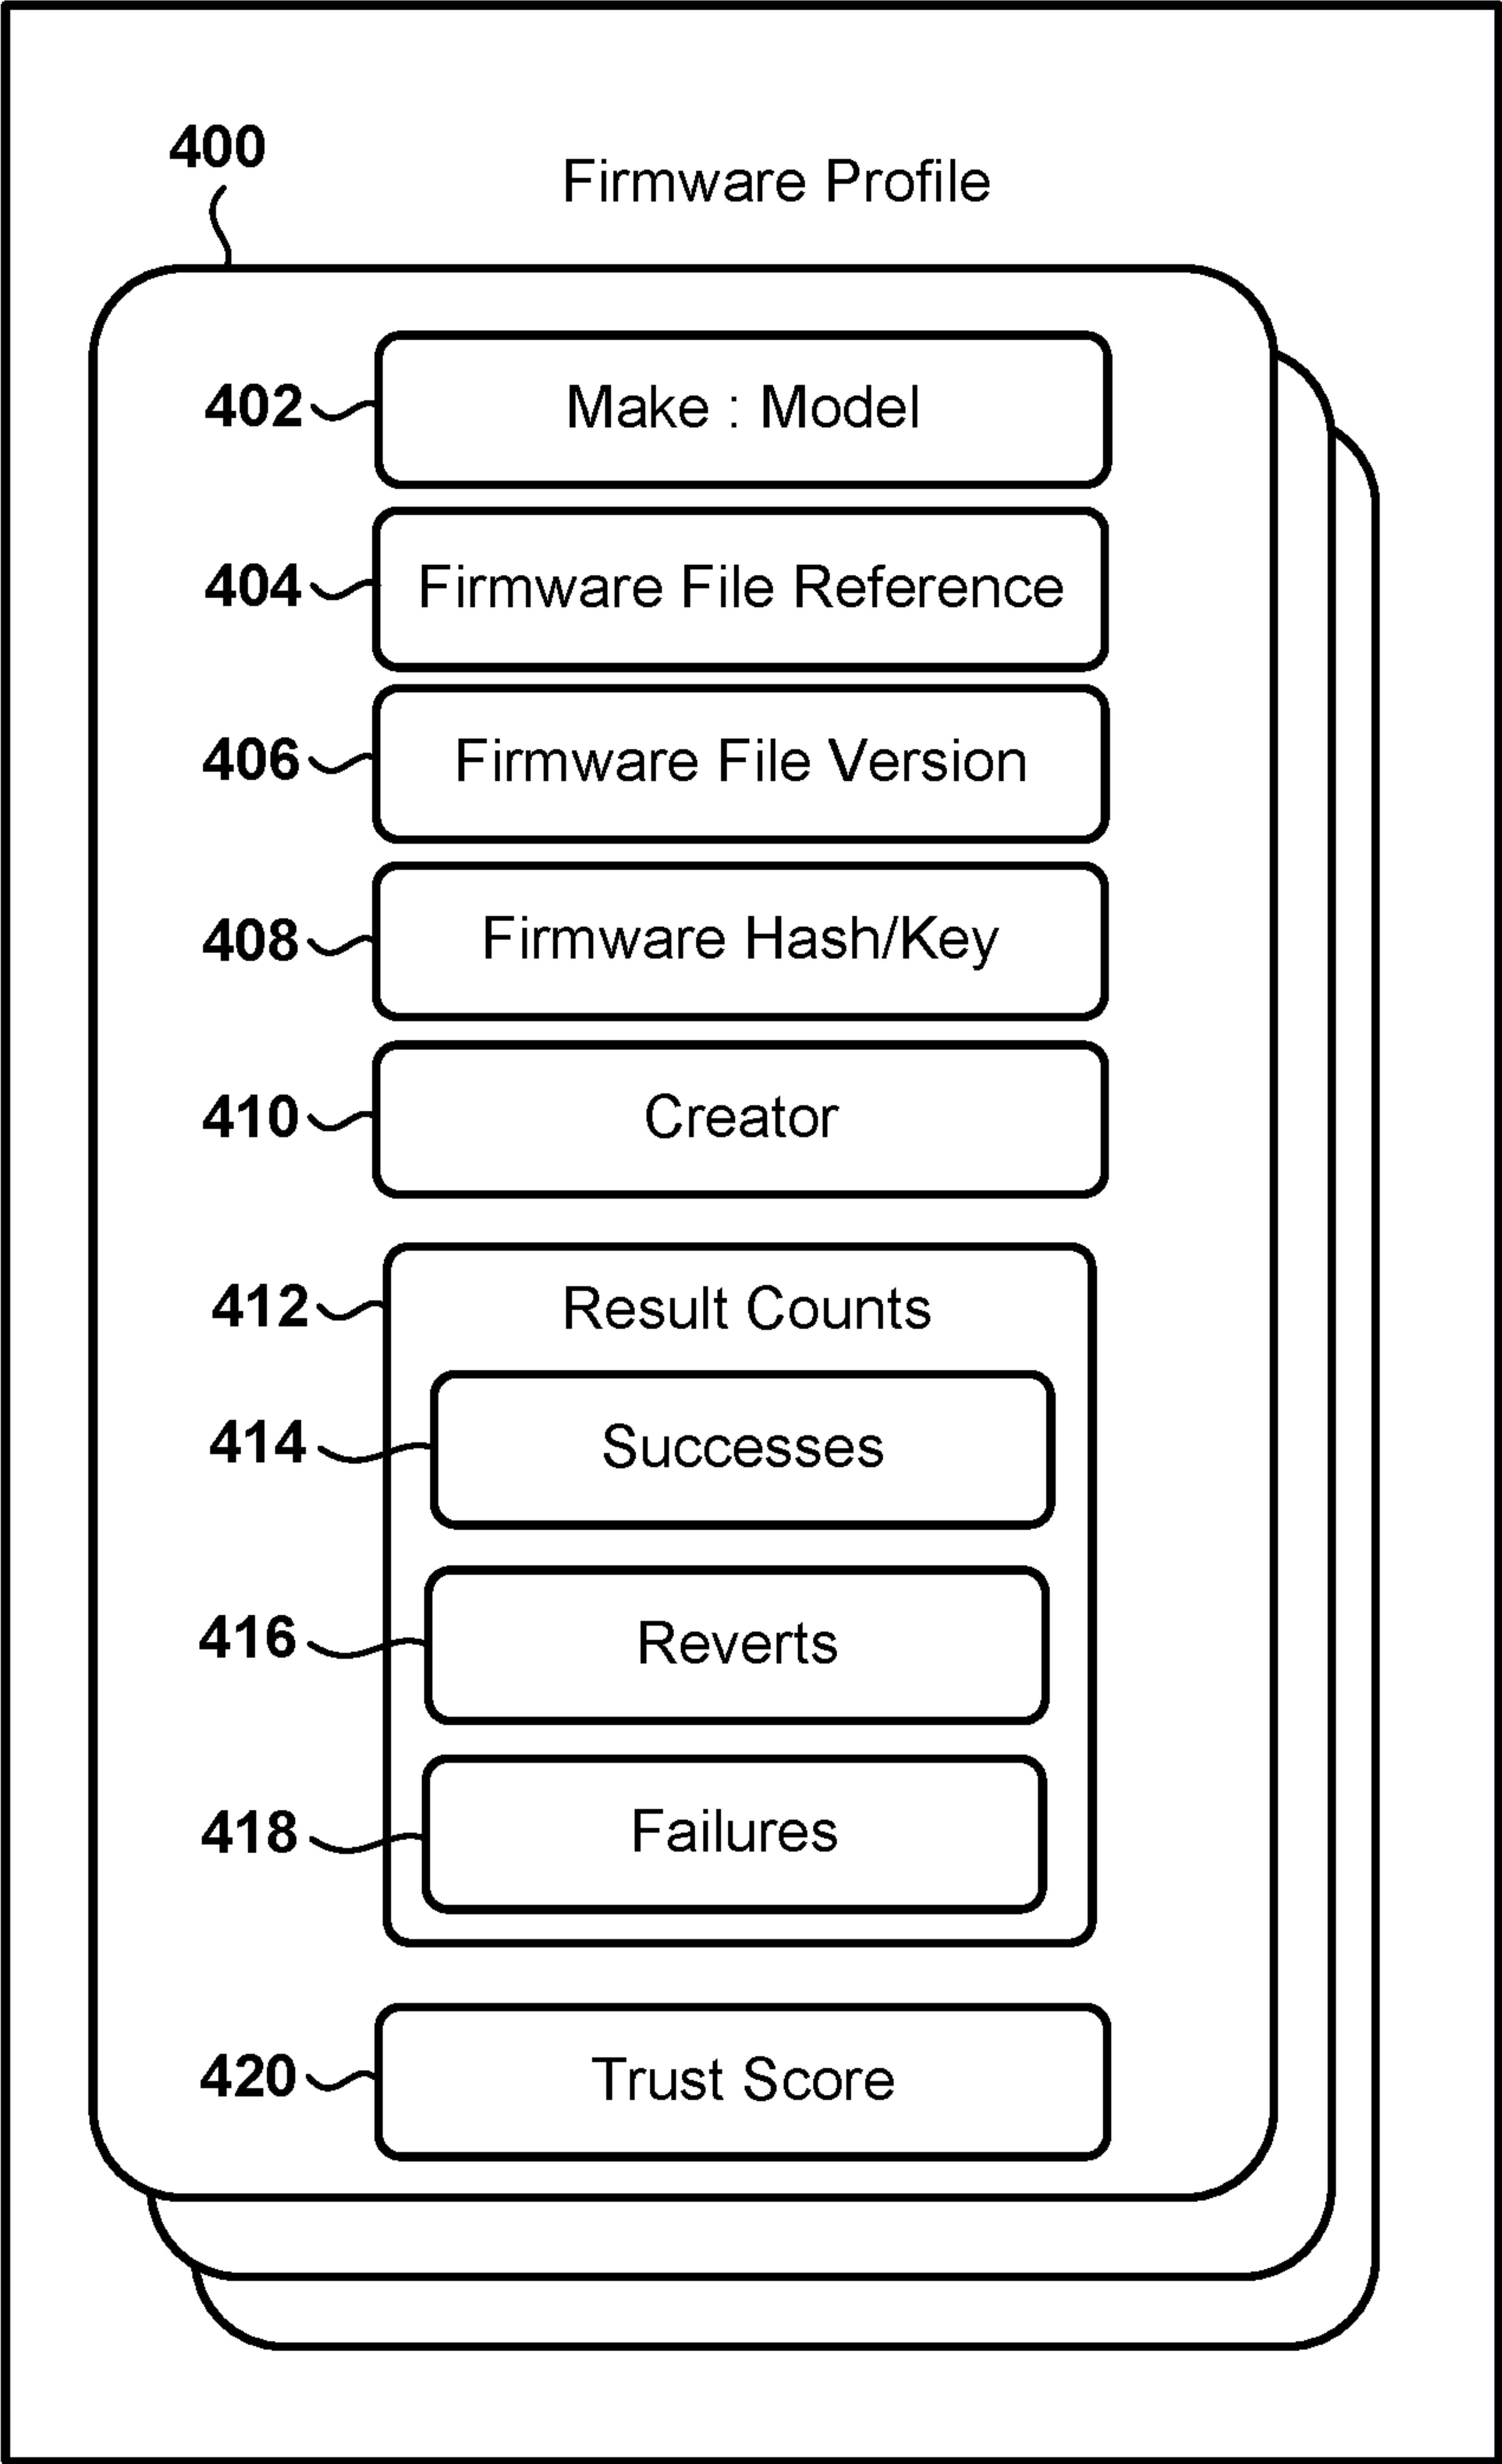 400
Firmware Profile
402 Make : Model
404 Firmware File Reference
406 Firmware File Version
408 Firmware Hash/Key
410 Creator
412 Result Counts
414 Successes
416 Reverts
418 Failures
420 Trust Score